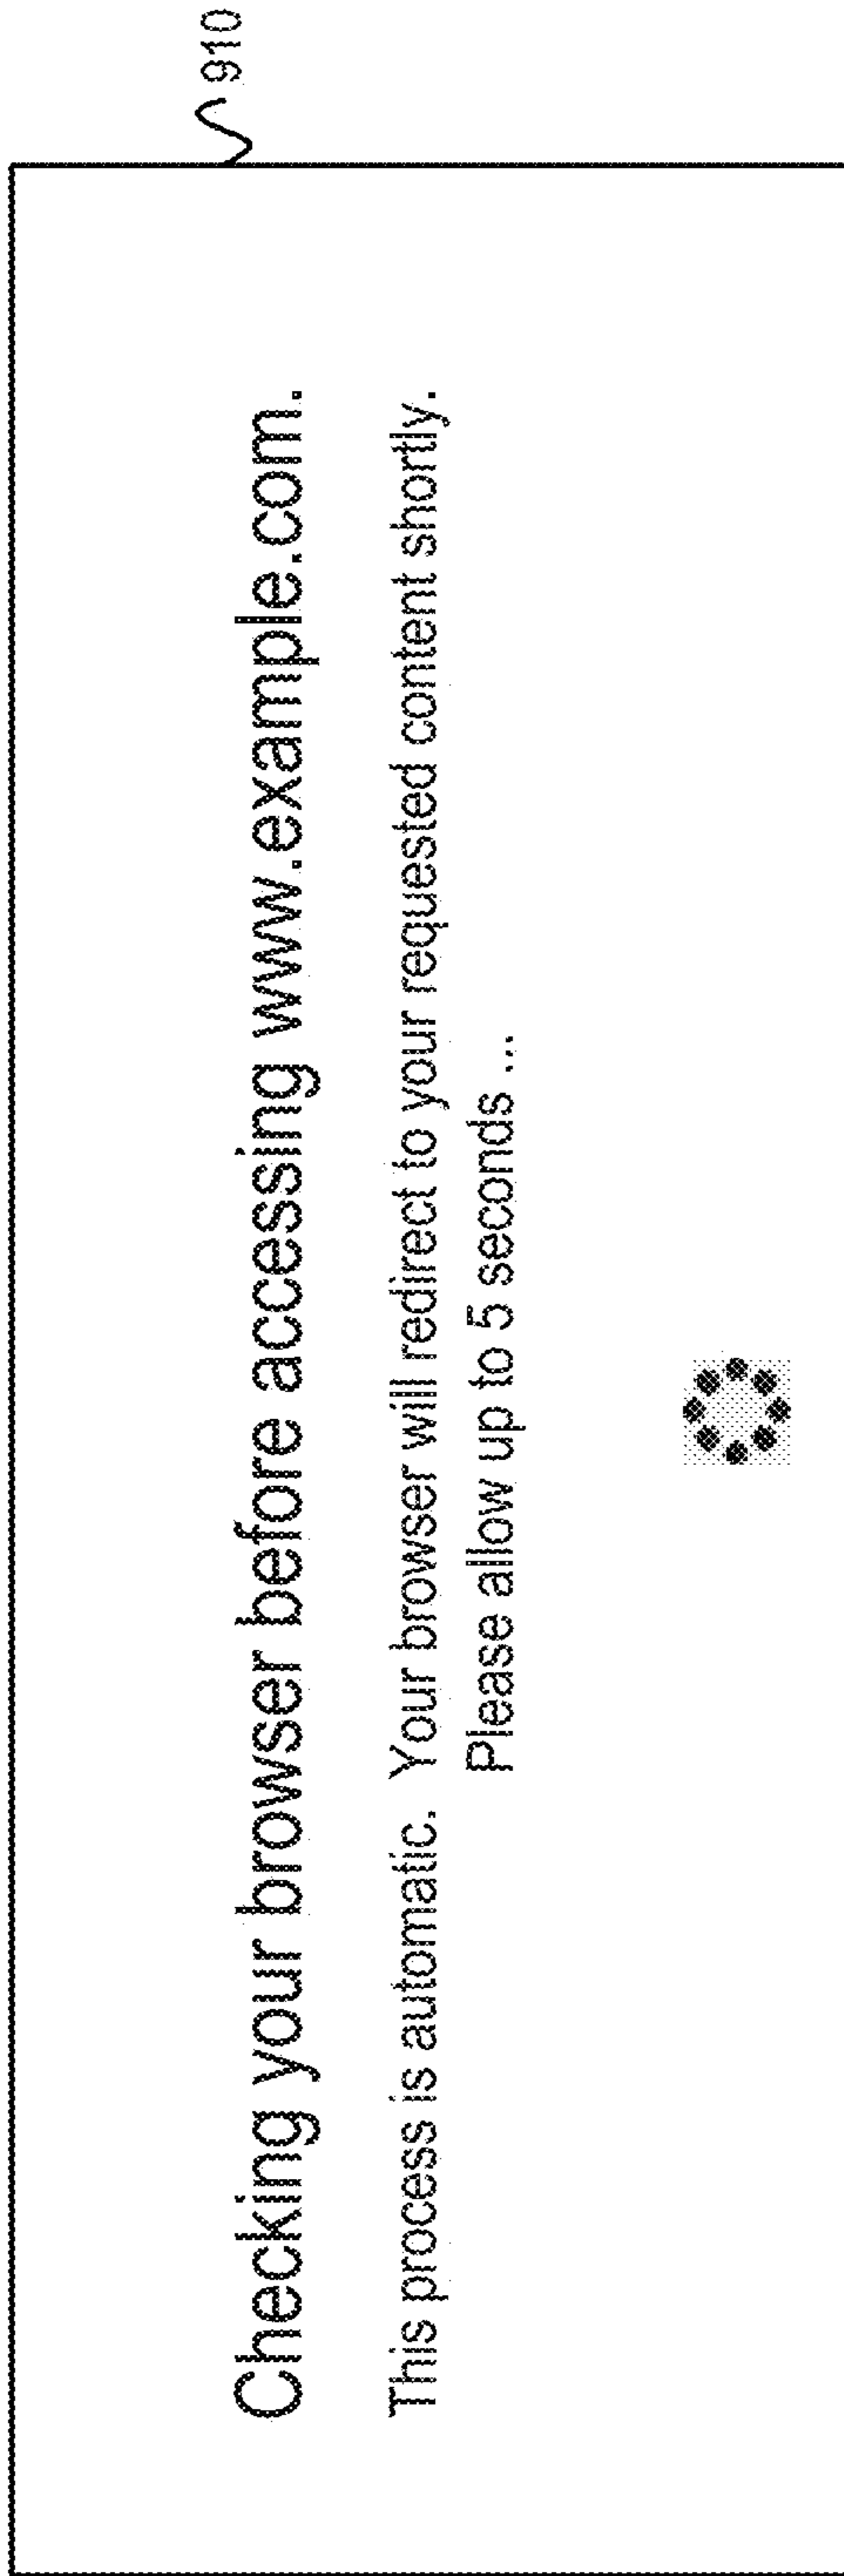 910
Checking your browser before accessing www.example.com.
This process is automatic.  Your browser will redirect to your requested content shortly.
Please allow up to 5 seconds ...